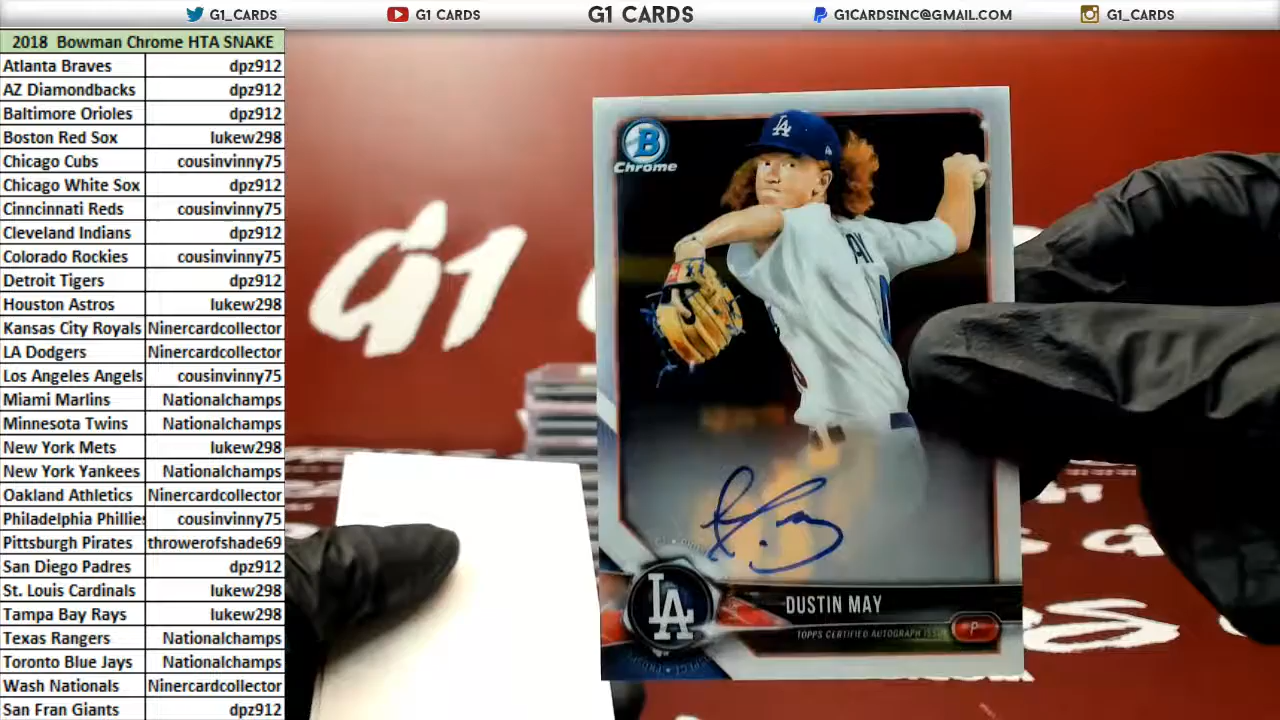 G1_CARDS
G1 CARDS
G1 CARDS
G1CARDSINC@GMAIL.COM
G1_CARDS
2018 Bowman Chrome HTA SNAKE
Atlanta Braves dpz912
AZ Diamondbacks dpz912
Baltimore Orioles dpz912
Boston Red Sox lukew298
Chicago Cubs cousinvinny75
Chicago White Sox dpz912
Cinncinnati Reds cousinvinny75
Cleveland Indians dpz912
Colorado Rockies cousinvinny75
Detroit Tigers dpz912
Houston Astros lukew298
Kansas City Royals Ninercardcollector
LA Dodgers Ninercardcollector
Los Angeles Angels cousinvinny75
Miami Marlins Nationalchamps
Minnesota Twins Nationalchamps
New York Mets lukew298
New York Yankees Nationalchamps
Oakland Athletics Ninercardcollector
Philadelphia Phillies cousinvinny75
Pittsburgh Pirates throwerofshade69
San Diego Padres dpz912
St. Louis Cardinals lukew298
Tampa Bay Rays lukew298
Texas Rangers Nationalchamps
Toronto Blue Jays Nationalchamps
Wash Nationals Ninercardcollector
San Fran Giants dpz912
G1
B
Chrome
LA
AY
LA
DUSTIN MAY
TOPPS CERTIFIED AUTOGRAPH ISSUE
P